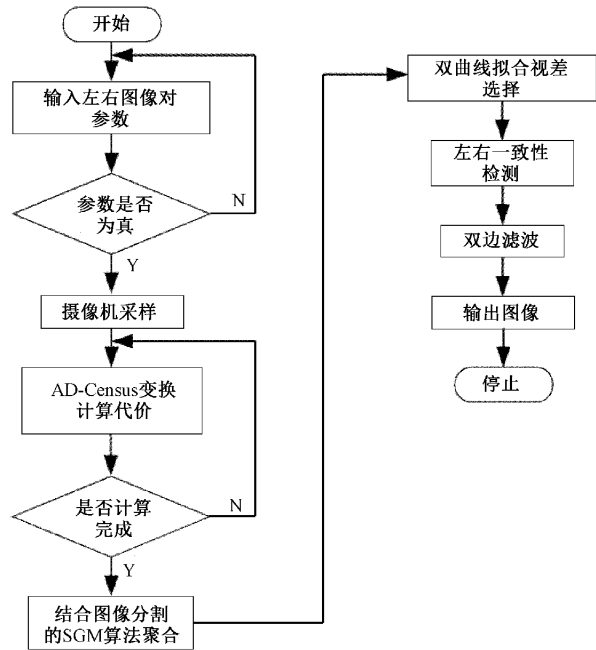 开始
输入左右图像对
参数
参数是否
为真
N
Y
摄像机采样
AD-Census变换
计算代价
是否计算
完成
N
Y
结合图像分割
的SGM算法聚合
双曲线拟合视差
选择
左右一致性
检测
双边滤波
输出图像
停止